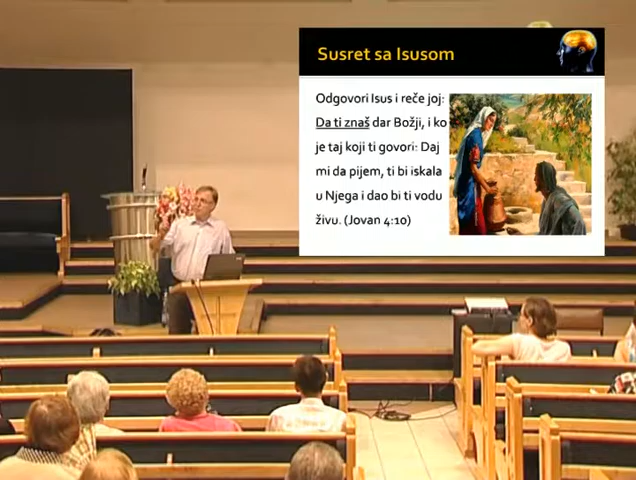 Susret sa Isusom
Odgovori Isus i reče joj:
Da ti znaš dar Božji, i ko
je taj koji ti govori: Daj
mi da pijem, ti bi iskala
u Njega i dao bi ti vodu
živu. (Jovan 4:10)